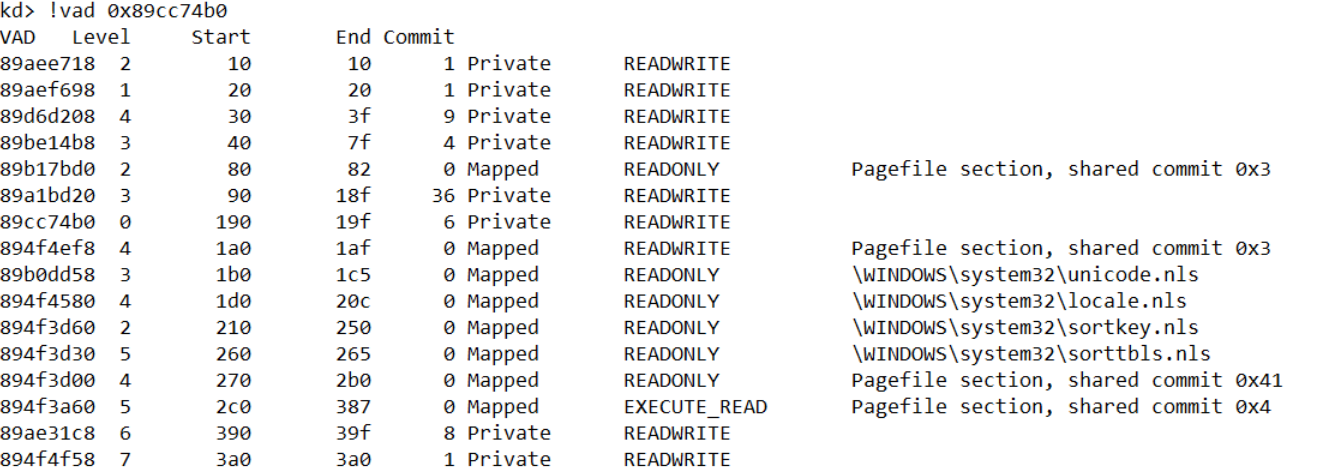 kd> !vad 0x89cc74b0
VAD   Level      Start       End Commit
89aee718  2         10        10      1 Private      READWRITE
89aef698  1         20        20      1 Private      READWRITE
89d6d208  4         30        3f      9 Private      READWRITE
89be14b8  3         40        7f      4 Private      READWRITE
89b17bd0  2         80        82      0 Mapped       READONLY           Pagefile section, shared commit 0x3
89a1bd20  3         90       18f     36 Private      READWRITE
89cc74b0  0        190       19f      6 Private      READWRITE
894f4ef8  4        1a0       1af      0 Mapped       READWRITE          Pagefile section, shared commit 0x3
89b0dd58  3        1b0       1c5      0 Mapped       READONLY           \WINDOWS\system32\unicode.nls
894f4580  4        1d0       20c      0 Mapped       READONLY           \WINDOWS\system32\locale.nls
894f3d60  2        210       250      0 Mapped       READONLY           \WINDOWS\system32\sortkey.nls
894f3d30  5        260       265      0 Mapped       READONLY           \WINDOWS\system32\sorttbls.nls
894f3d00  4        270       2b0      0 Mapped       READONLY           Pagefile section, shared commit 0x41
894f3a60  5        2c0       387      0 Mapped       EXECUTE_READ       Pagefile section, shared commit 0x4
89ae31c8  6        390       39f      8 Private      READWRITE
894f4f58  7        3a0       3a0      1 Private      READWRITE